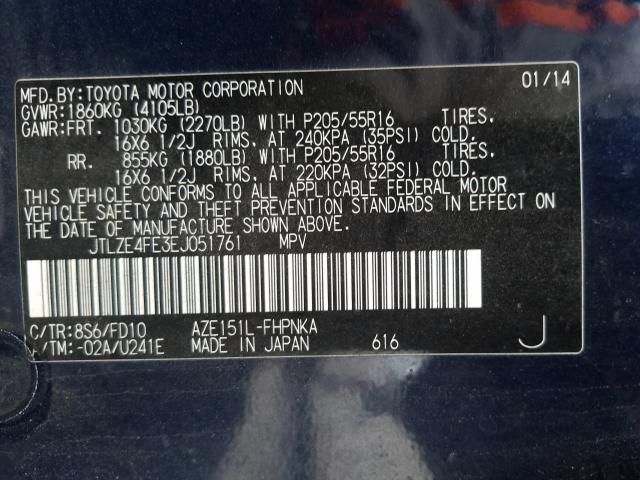 MFD. BY: TOYOTA MOTOR CORPORATION 01/14
GVWR: 1860KG (4105LB)
GAWR: FRT. 1030KG (2270LB) WITH P205/55R16 TIRES.
16X6 1/2J RIMS. AT 240KPA (35PSI) COLD.
RR. 855KG (1880LB) WITH P205/55R16 TIRES.
16X6 1/2J RIMS. AT 220KPA (32PSI) COLD.
THIS VEHICLE CONFORMS TO ALL APPLICABLE FEDERAL MOTOR
VEHICLE SAFETY AND THEFT PREVENTION STANDARDS IN EFFECT ON
THE DATE OF MANUFACTURE SHOWN ABOVE.
JTLZE4FE3EJ051761 MPV
C/TR: 8S6/FD10 AZE151L-FHPNKA
A/TM: -02A/U241E MADE IN JAPAN 616 J